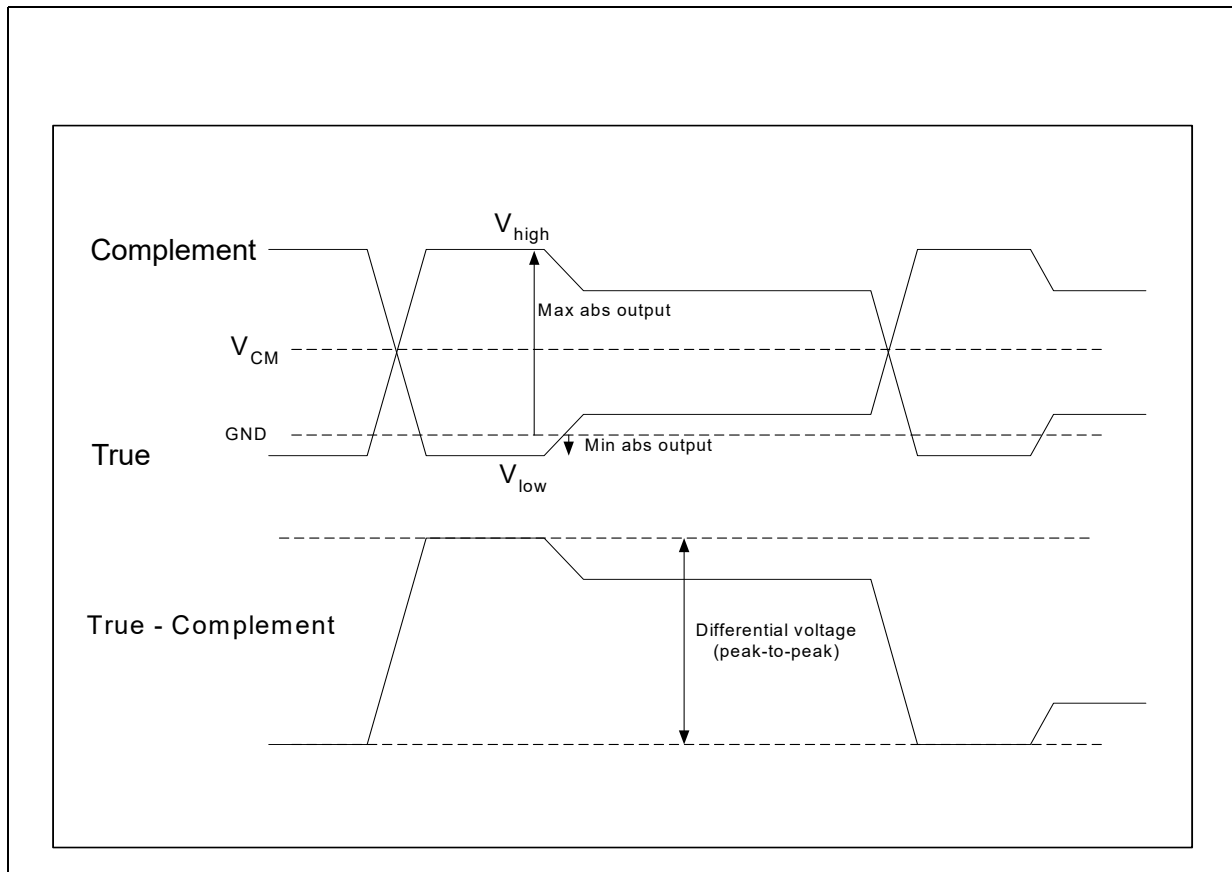 V_high
Complement
Max abs output
V_CM
GND
Min abs output
True
V_low
True - Complement
Differential voltage
(peak-to-peak)